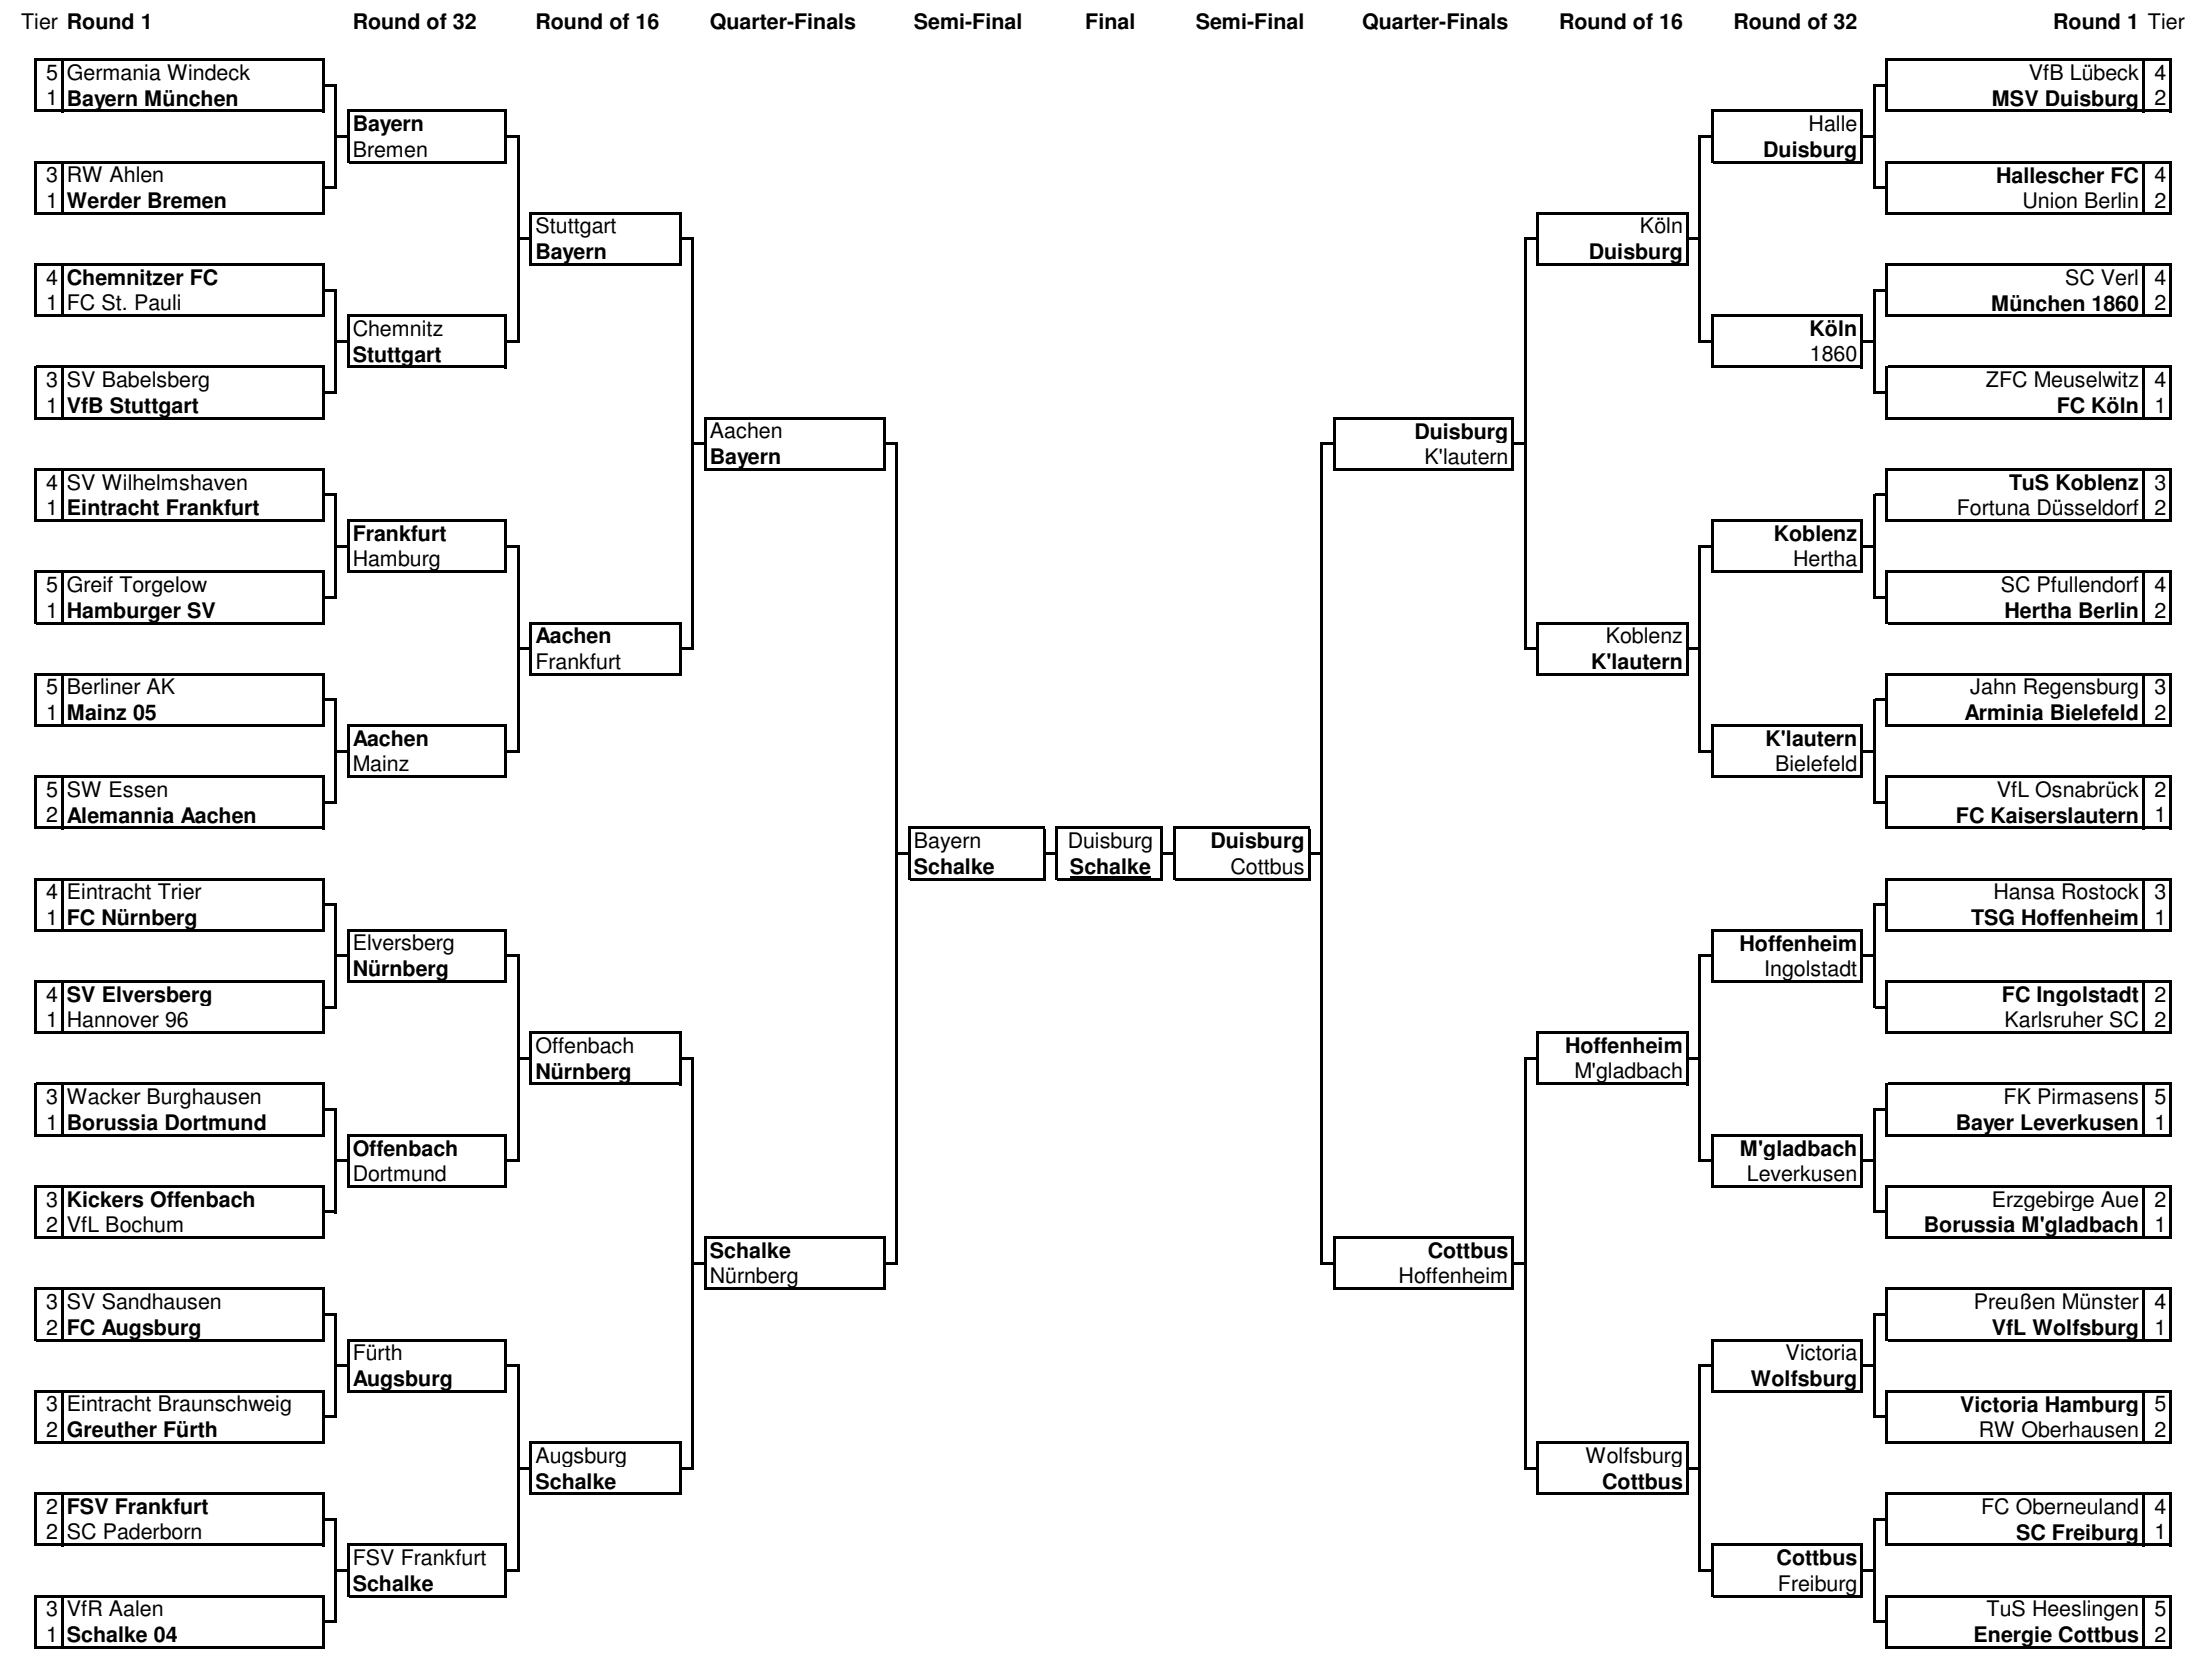 Tier Round 1 Round of 32 Round of 16 Quarter-Finals Semi-Final Final Semi-Final Quarter-Finals Round of 16 Round of 32 Round 1 Tier
5 Germania Windeck
1 Bayern München
3 RW Ahlen
1 Werder Bremen
4 Chemnitzer FC
1 FC St. Pauli
3 SV Babelsberg
1 VfB Stuttgart
4 SV Wilhelmshaven
1 Eintracht Frankfurt
5 Greif Torgelow
1 Hamburger SV
5 Berliner AK
1 Mainz 05
5 SW Essen
2 Alemannia Aachen
4 Eintracht Trier
1 FC Nürnberg
4 SV Elversberg
1 Hannover 96
3 Wacker Burghausen
1 Borussia Dortmund
3 Kickers Offenbach
2 VfL Bochum
3 SV Sandhausen
2 FC Augsburg
3 Eintracht Braunschweig
2 Greuther Fürth
2 FSV Frankfurt
2 SC Paderborn
3 VfR Aalen
1 Schalke 04
Bayern
Bremen
Chemnitz
Stuttgart
Frankfurt
Hamburg
Aachen
Mainz
Elversberg
Nürnberg
Offenbach
Dortmund
Fürth
Augsburg
FSV Frankfurt
Schalke
Stuttgart
Bayern
Aachen
Frankfurt
Offenbach
Nürnberg
Augsburg
Schalke
Aachen
Bayern
Schalke
Nürnberg
Bayern
Schalke
Duisburg
Schalke
Duisburg
Cottbus
Duisburg
K'lautern
Cottbus
Hoffenheim
Köln
Duisburg
Koblenz
K'lautern
Hoffenheim
M'gladbach
Wolfsburg
Cottbus
Halle
Duisburg
Köln
1860
Koblenz
Hertha
K'lautern
Bielefeld
Hoffenheim
Ingolstadt
M'gladbach
Leverkusen
Victoria
Wolfsburg
Cottbus
Freiburg
VfB Lübeck 4
MSV Duisburg 2
Hallescher FC 4
Union Berlin 2
SC Verl 4
München 1860 2
ZFC Meuselwitz 4
FC Köln 1
TuS Koblenz 3
Fortuna Düsseldorf 2
SC Pfullendorf 4
Hertha Berlin 2
Jahn Regensburg 3
Arminia Bielefeld 2
VfL Osnabrück 2
FC Kaiserslautern 1
Hansa Rostock 3
TSG Hoffenheim 1
FC Ingolstadt 2
Karlsruher SC 2
FK Pirmasens 5
Bayer Leverkusen 1
Erzgebirge Aue 2
Borussia M'gladbach 1
Preußen Münster 4
VfL Wolfsburg 1
Victoria Hamburg 5
RW Oberhausen 2
FC Oberneuland 4
SC Freiburg 1
TuS Heeslingen 5
Energie Cottbus 2